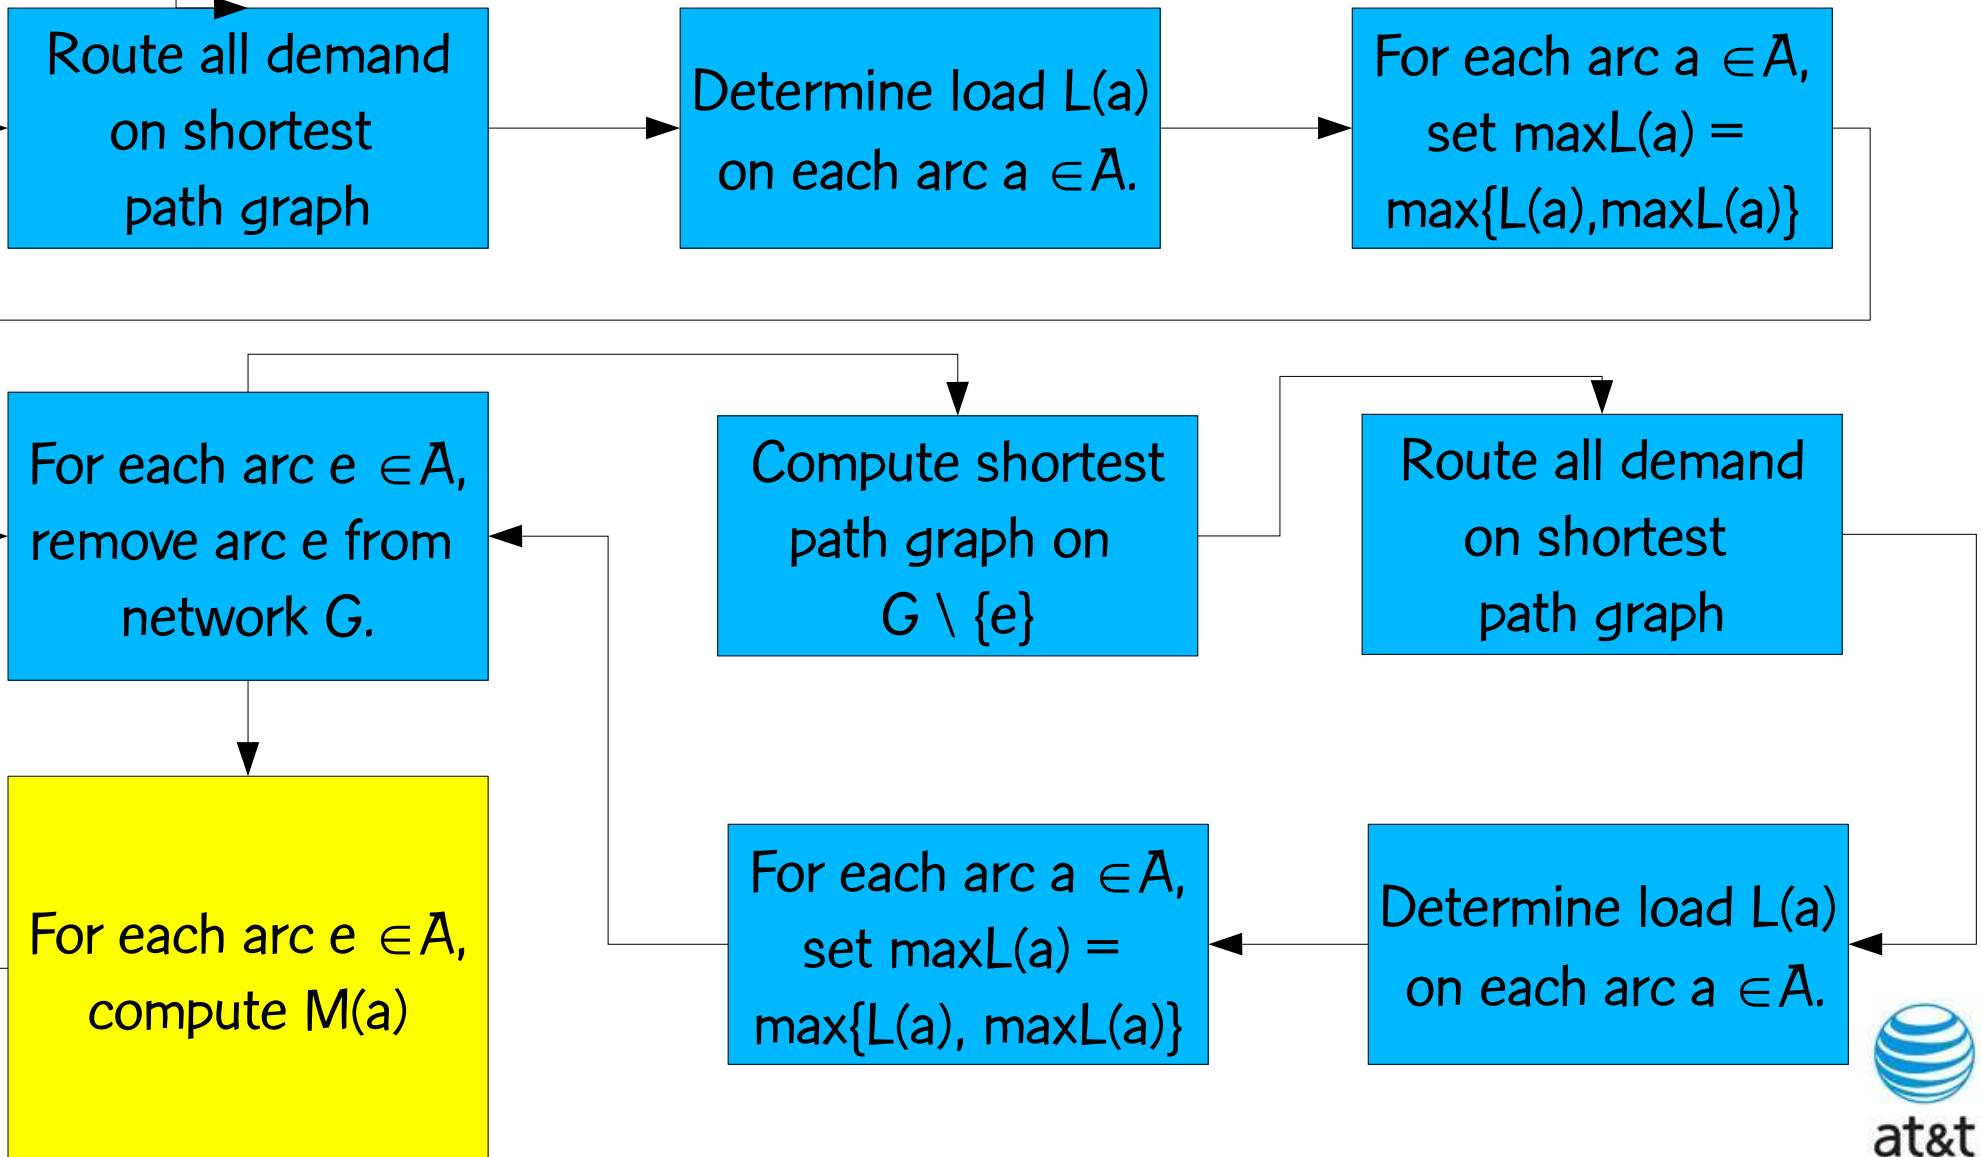 Route all demand
on shortest
path graph
Determine load L(a)
on each arc a ∈A.
For each arc a ∈A,
set maxL(a) =
max{L(a),maxL(a)}
For each arc e ∈A,
remove arc e from
network G.
Compute shortest
path graph on
G \ {e}
Route all demand
on shortest
path graph
For each arc e ∈A,
compute M(a)
For each arc a ∈A,
set maxL(a) =
max{L(a), maxL(a)}
Determine load L(a)
on each arc a ∈A.
at&t